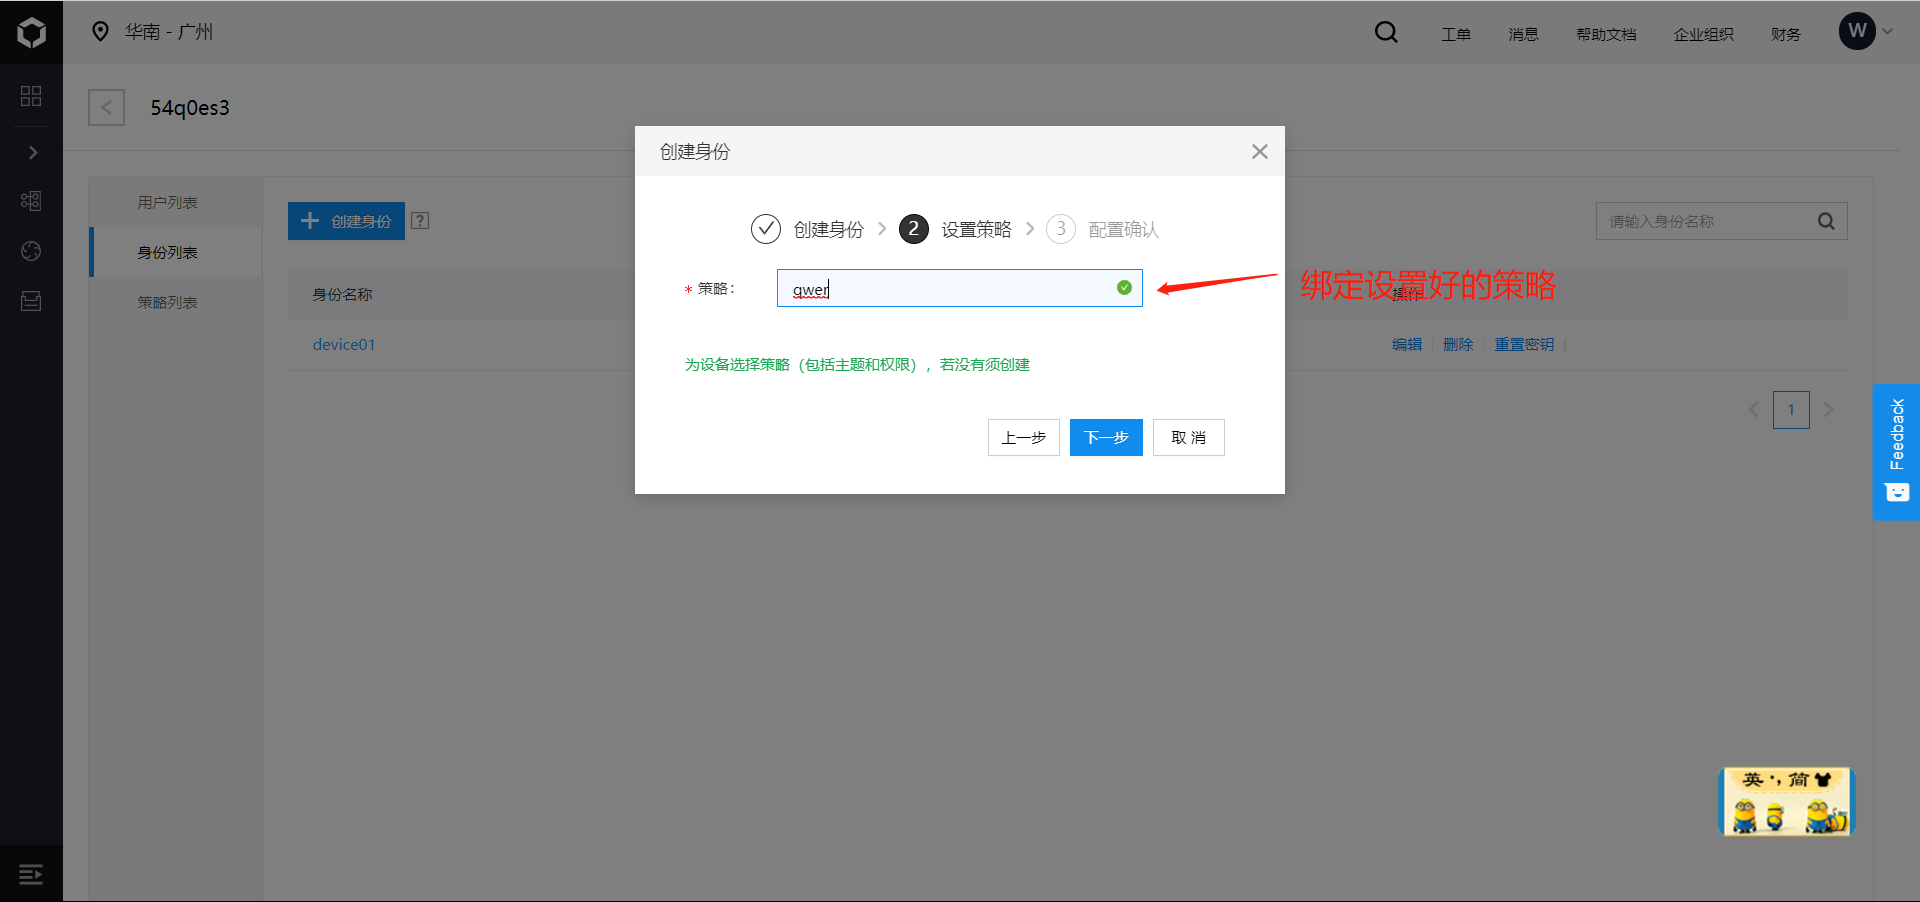 华南 - 广州
工单
消息
帮助文档
企业组织
财务
W
54q0es3
用户列表
身份列表
策略列表
创建身份
?
请输入身份名称
身份名称
操作
device01
编辑
删除
重置密钥
1
创建身份
创建身份
2 设置策略
3 配置确认
* 策略：
qwer
绑定设置好的策略
为设备选择策略（包括主题和权限），若没有须创建
上一步
下一步
取 消
Feedback
英 ·, 简